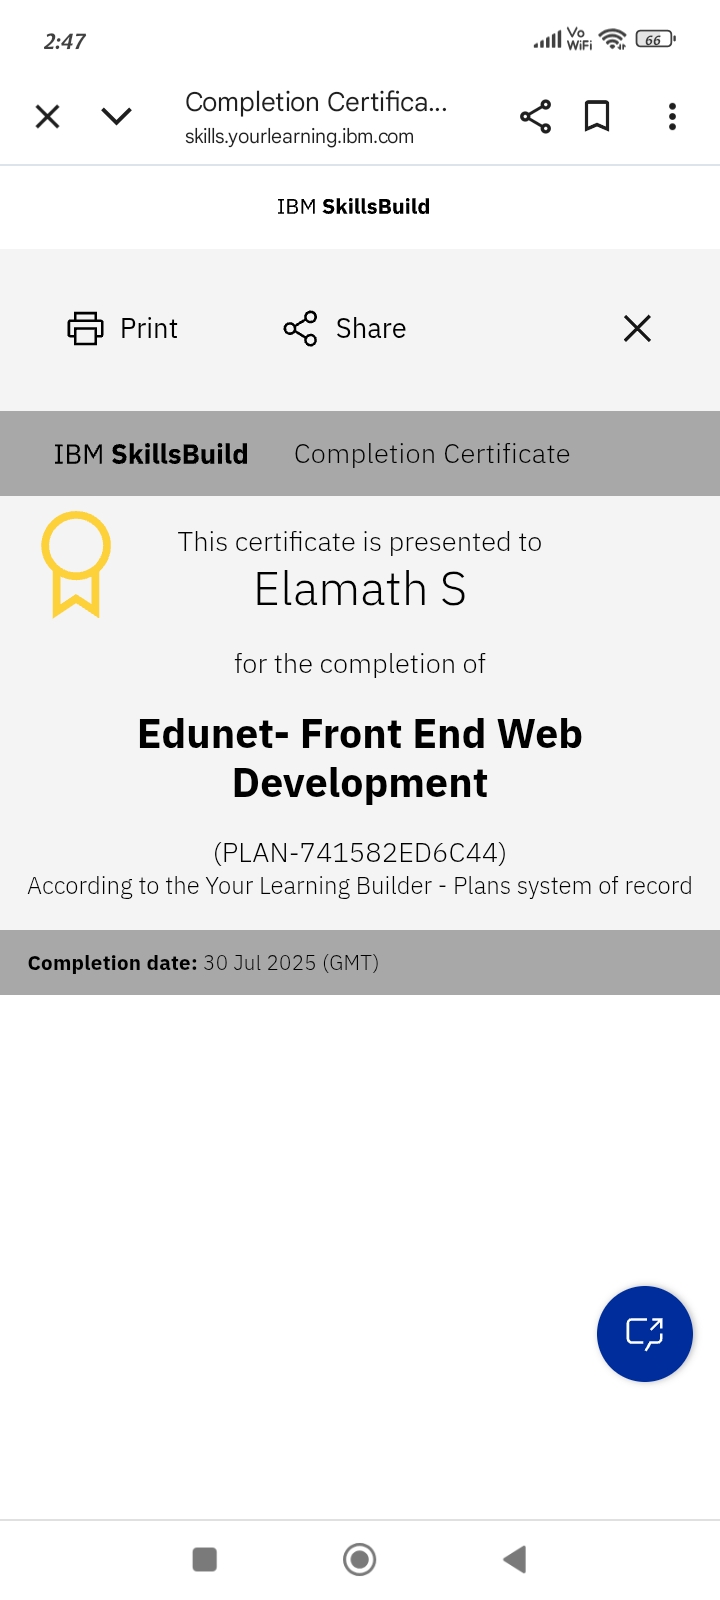 2:47
Vo
WiFi
66
Completion Certifica...
skills.yourlearning.ibm.com
IBM SkillsBuild
Print
Share
IBM SkillsBuild Completion Certificate
This certificate is presented to
Elamath S
for the completion of
Edunet- Front End Web
Development
(PLAN-741582ED6C44)
According to the Your Learning Builder - Plans system of record
Completion date: 30 Jul 2025 (GMT)